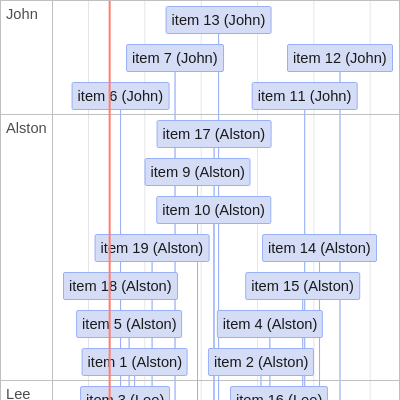 John
item 13 (John)
item 7 (John)
item 12 (John)
item 6 (John)
item 11 (John)
Alston
item 17 (Alston)
item 9 (Alston)
item 10 (Alston)
item 19 (Alston)
item 14 (Alston)
item 18 (Alston)
item 15 (Alston)
item 5 (Alston)
item 4 (Alston)
item 1 (Alston)
item 2 (Alston)
Lee
item 3 (Lee)
item 16 (Lee)